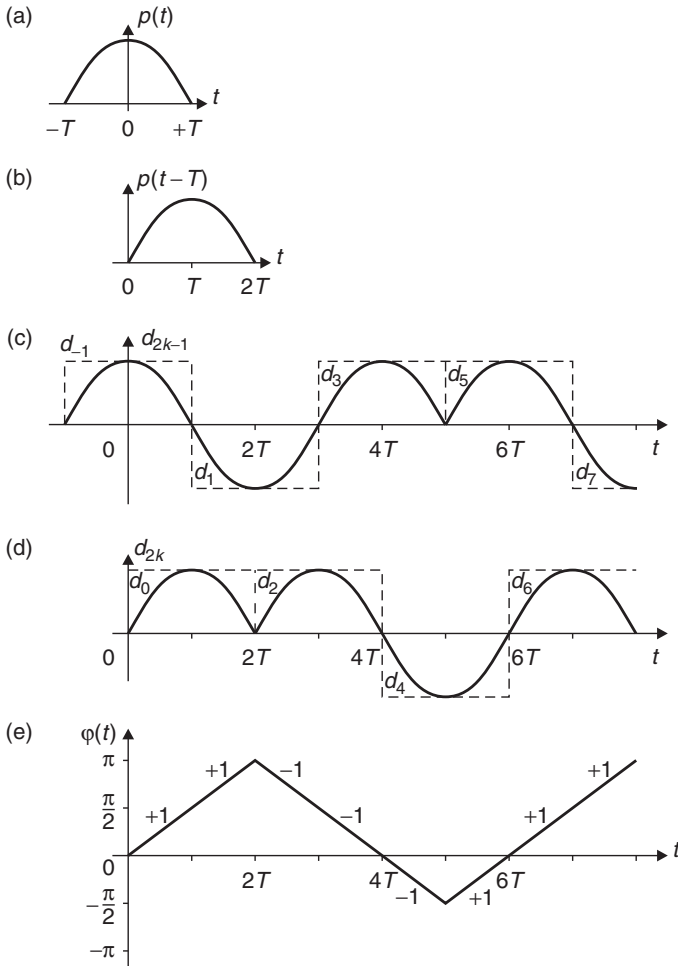 (a)
p(t)
t
−T 0 +T
(b)
p(t − T)
t
0 T 2T
(c)
d−1 d2k−1
d3 d5
0 2T 4T 6T t
d1 d7
(d)
d2k
d0 d2 d6
0 2T 4T 6T t
d4
(e)
φ(t)
π
+1 −1 +1
π/2
+1 −1 +1
t
0 2T 4T 6T
−1 +1
−π/2
−π